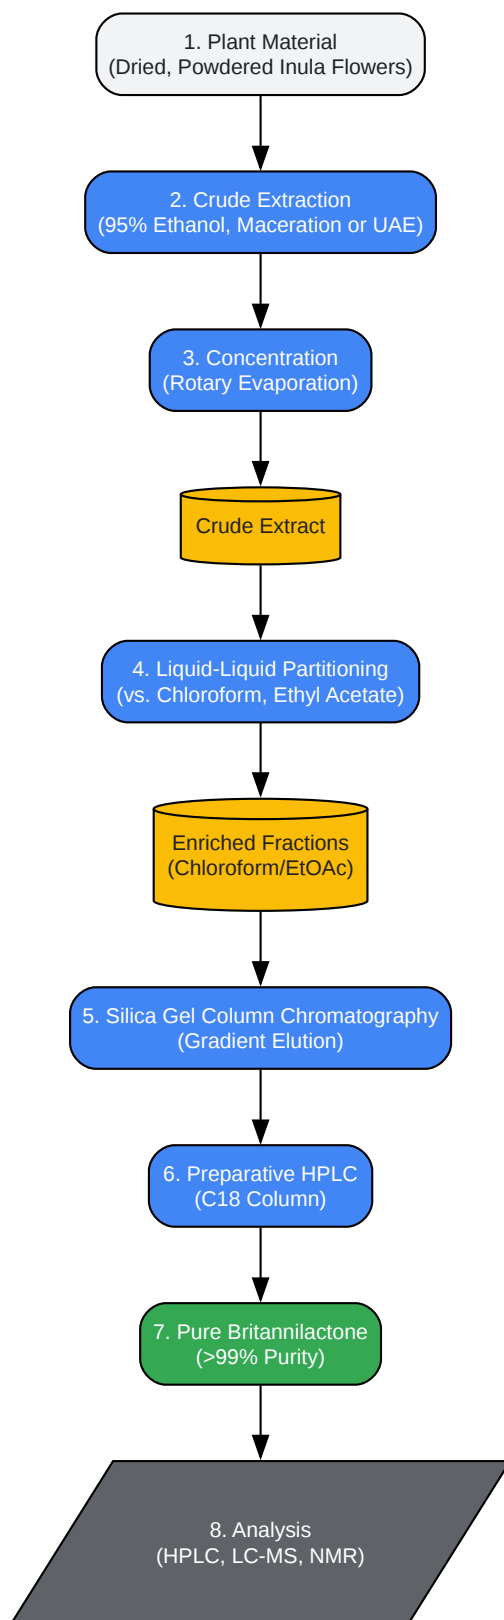 1. Plant Material
(Dried, Powdered Inula Flowers)
2. Crude Extraction
(95% Ethanol, Maceration or UAE)
3. Concentration
(Rotary Evaporation)
Crude Extract
4. Liquid-Liquid Partitioning
(vs. Chloroform, Ethyl Acetate)
Enriched Fractions
(Chloroform/EtOAc)
5. Silica Gel Column Chromatography
(Gradient Elution)
6. Preparative HPLC
(C18 Column)
7. Pure Britannilactone
(>99% Purity)
8. Analysis
(HPLC, LC-MS, NMR)